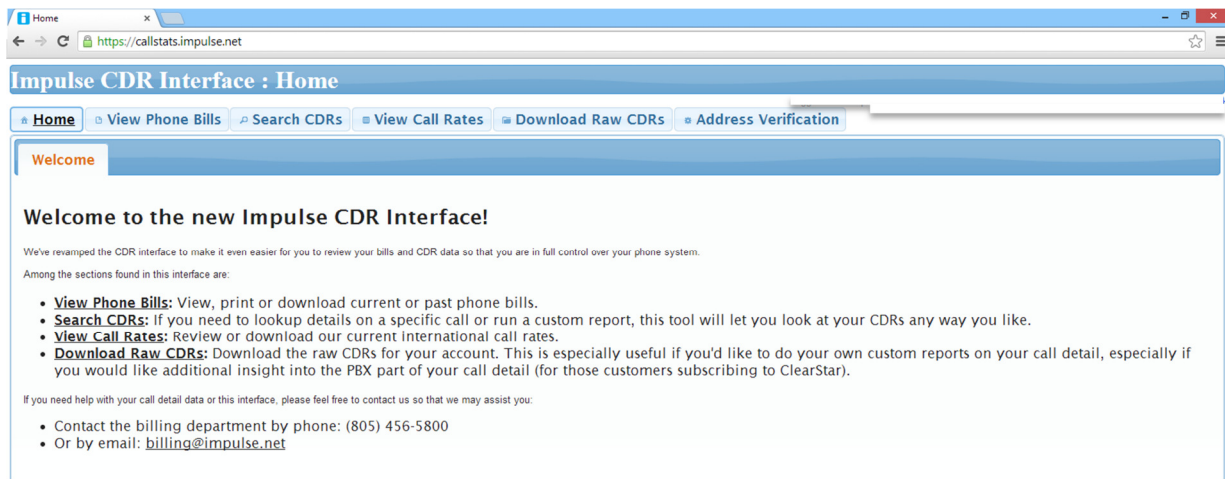 Home
https://callstats.impulse.net
Impulse CDR Interface : Home
Home View Phone Bills Search CDRs View Call Rates Download Raw CDRs Address Verification
Welcome
Welcome to the new Impulse CDR Interface!
We've revamped the CDR interface to make it even easier for you to review your bills and CDR data so that you are in full control over your phone system.
Among the sections found in this interface are:
• View Phone Bills: View, print or download current or past phone bills.
• Search CDRs: If you need to lookup details on a specific call or run a custom report, this tool will let you look at your CDRs any way you like.
• View Call Rates: Review or download our current international call rates.
• Download Raw CDRs: Download the raw CDRs for your account. This is especially useful if you'd like to do your own custom reports on your call detail, especially if
you would like additional insight into the PBX part of your call detail (for those customers subscribing to ClearStar).
If you need help with your call detail data or this interface, please feel free to contact us so that we may assist you:
• Contact the billing department by phone: (805) 456-5800
• Or by email: billing@impulse.net